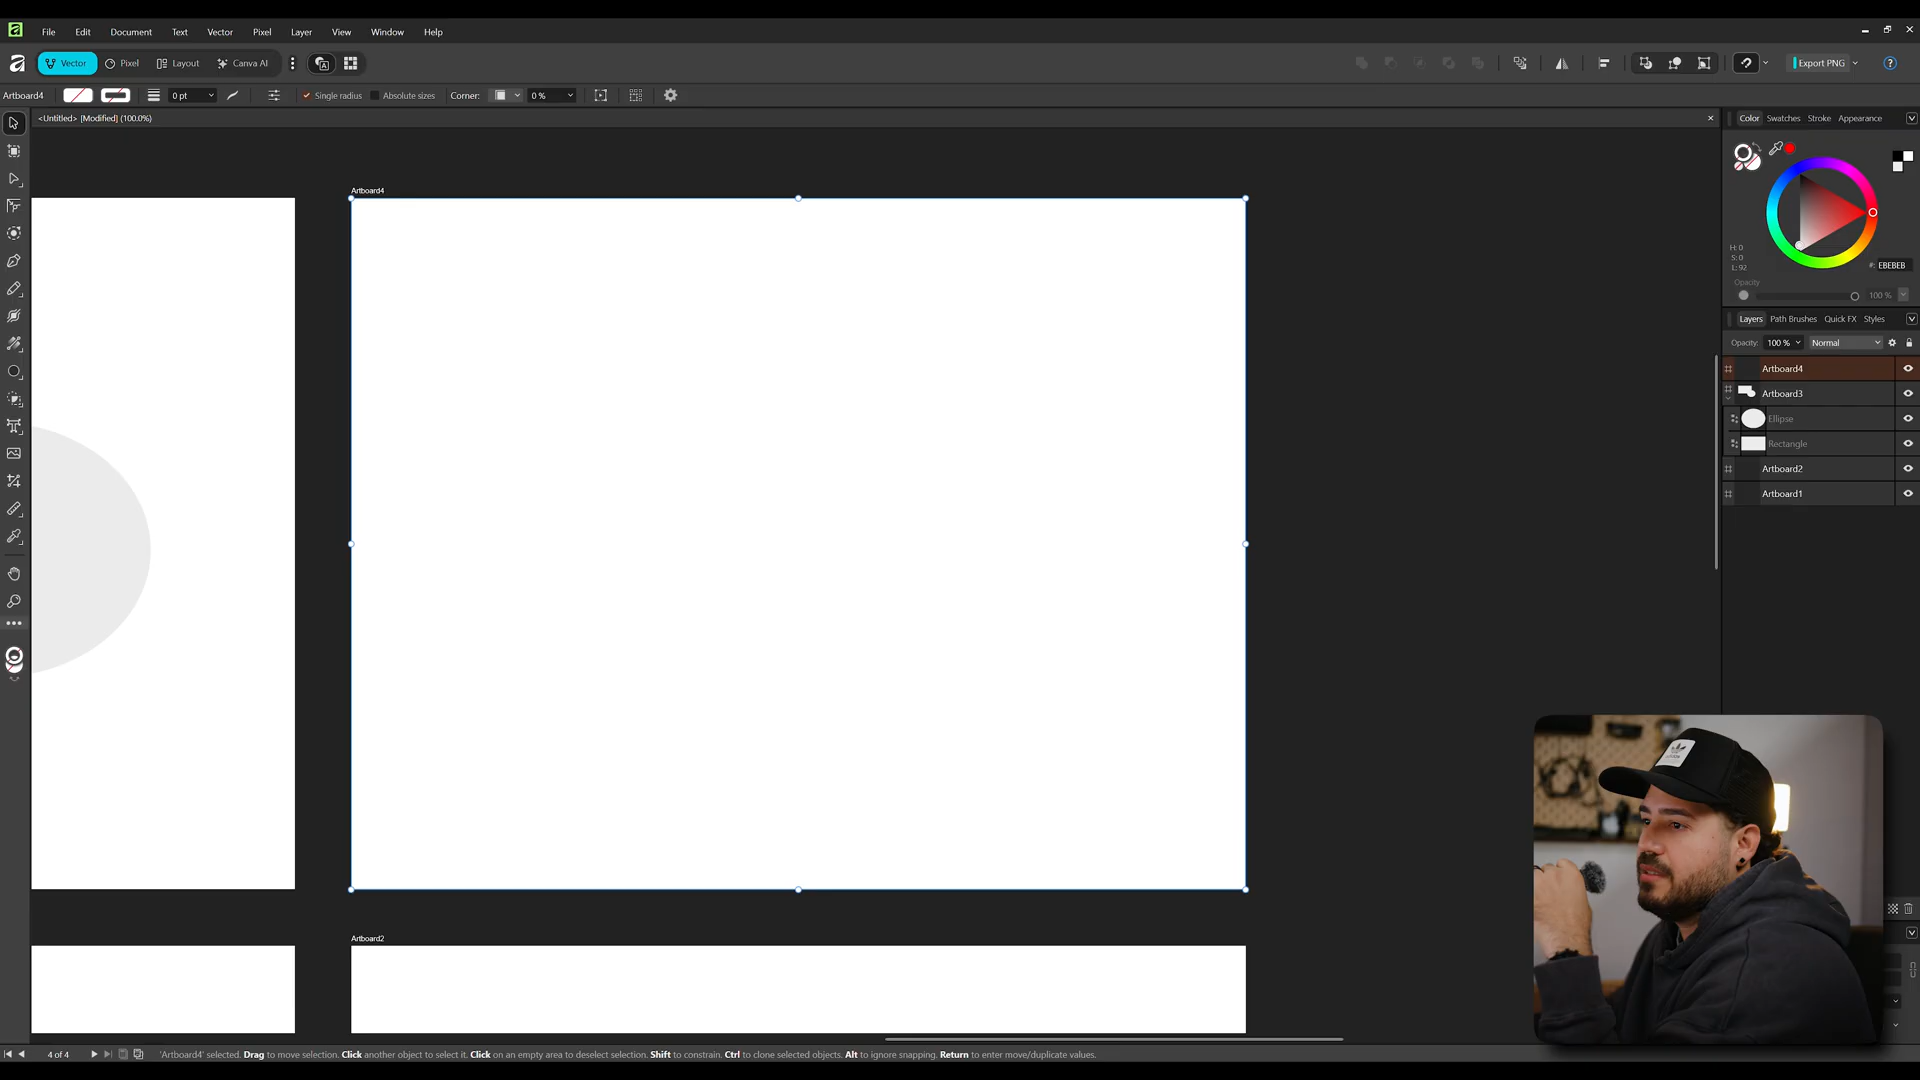 File Edit Document Text Vector Pixel Layer View Window Help
Vector Pixel Layout Canva AI Export PNG
Artboard4 0 pt Single radius Absolute sizes Corner: 0 %
<Untitled> [Modified] (100.0%)
Color Swatches Stroke Appearance
H: 0
S: 0
L: 92
#: EBEBEB
Opacity
100 %
Layers Path Brushes Quick FX Styles
Opacity: 100 % Normal
Artboard4
Artboard3
Ellipse
Rectangle
Artboard2
Artboard1
Artboard4
Artboard2
4 of 4 'Artboard4' selected. Drag to move selection. Click another object to select it. Click on an empty area to deselect selection. Shift to constrain. Ctrl to clone selected objects. Alt to ignore snapping. Return to enter move/duplicate values.